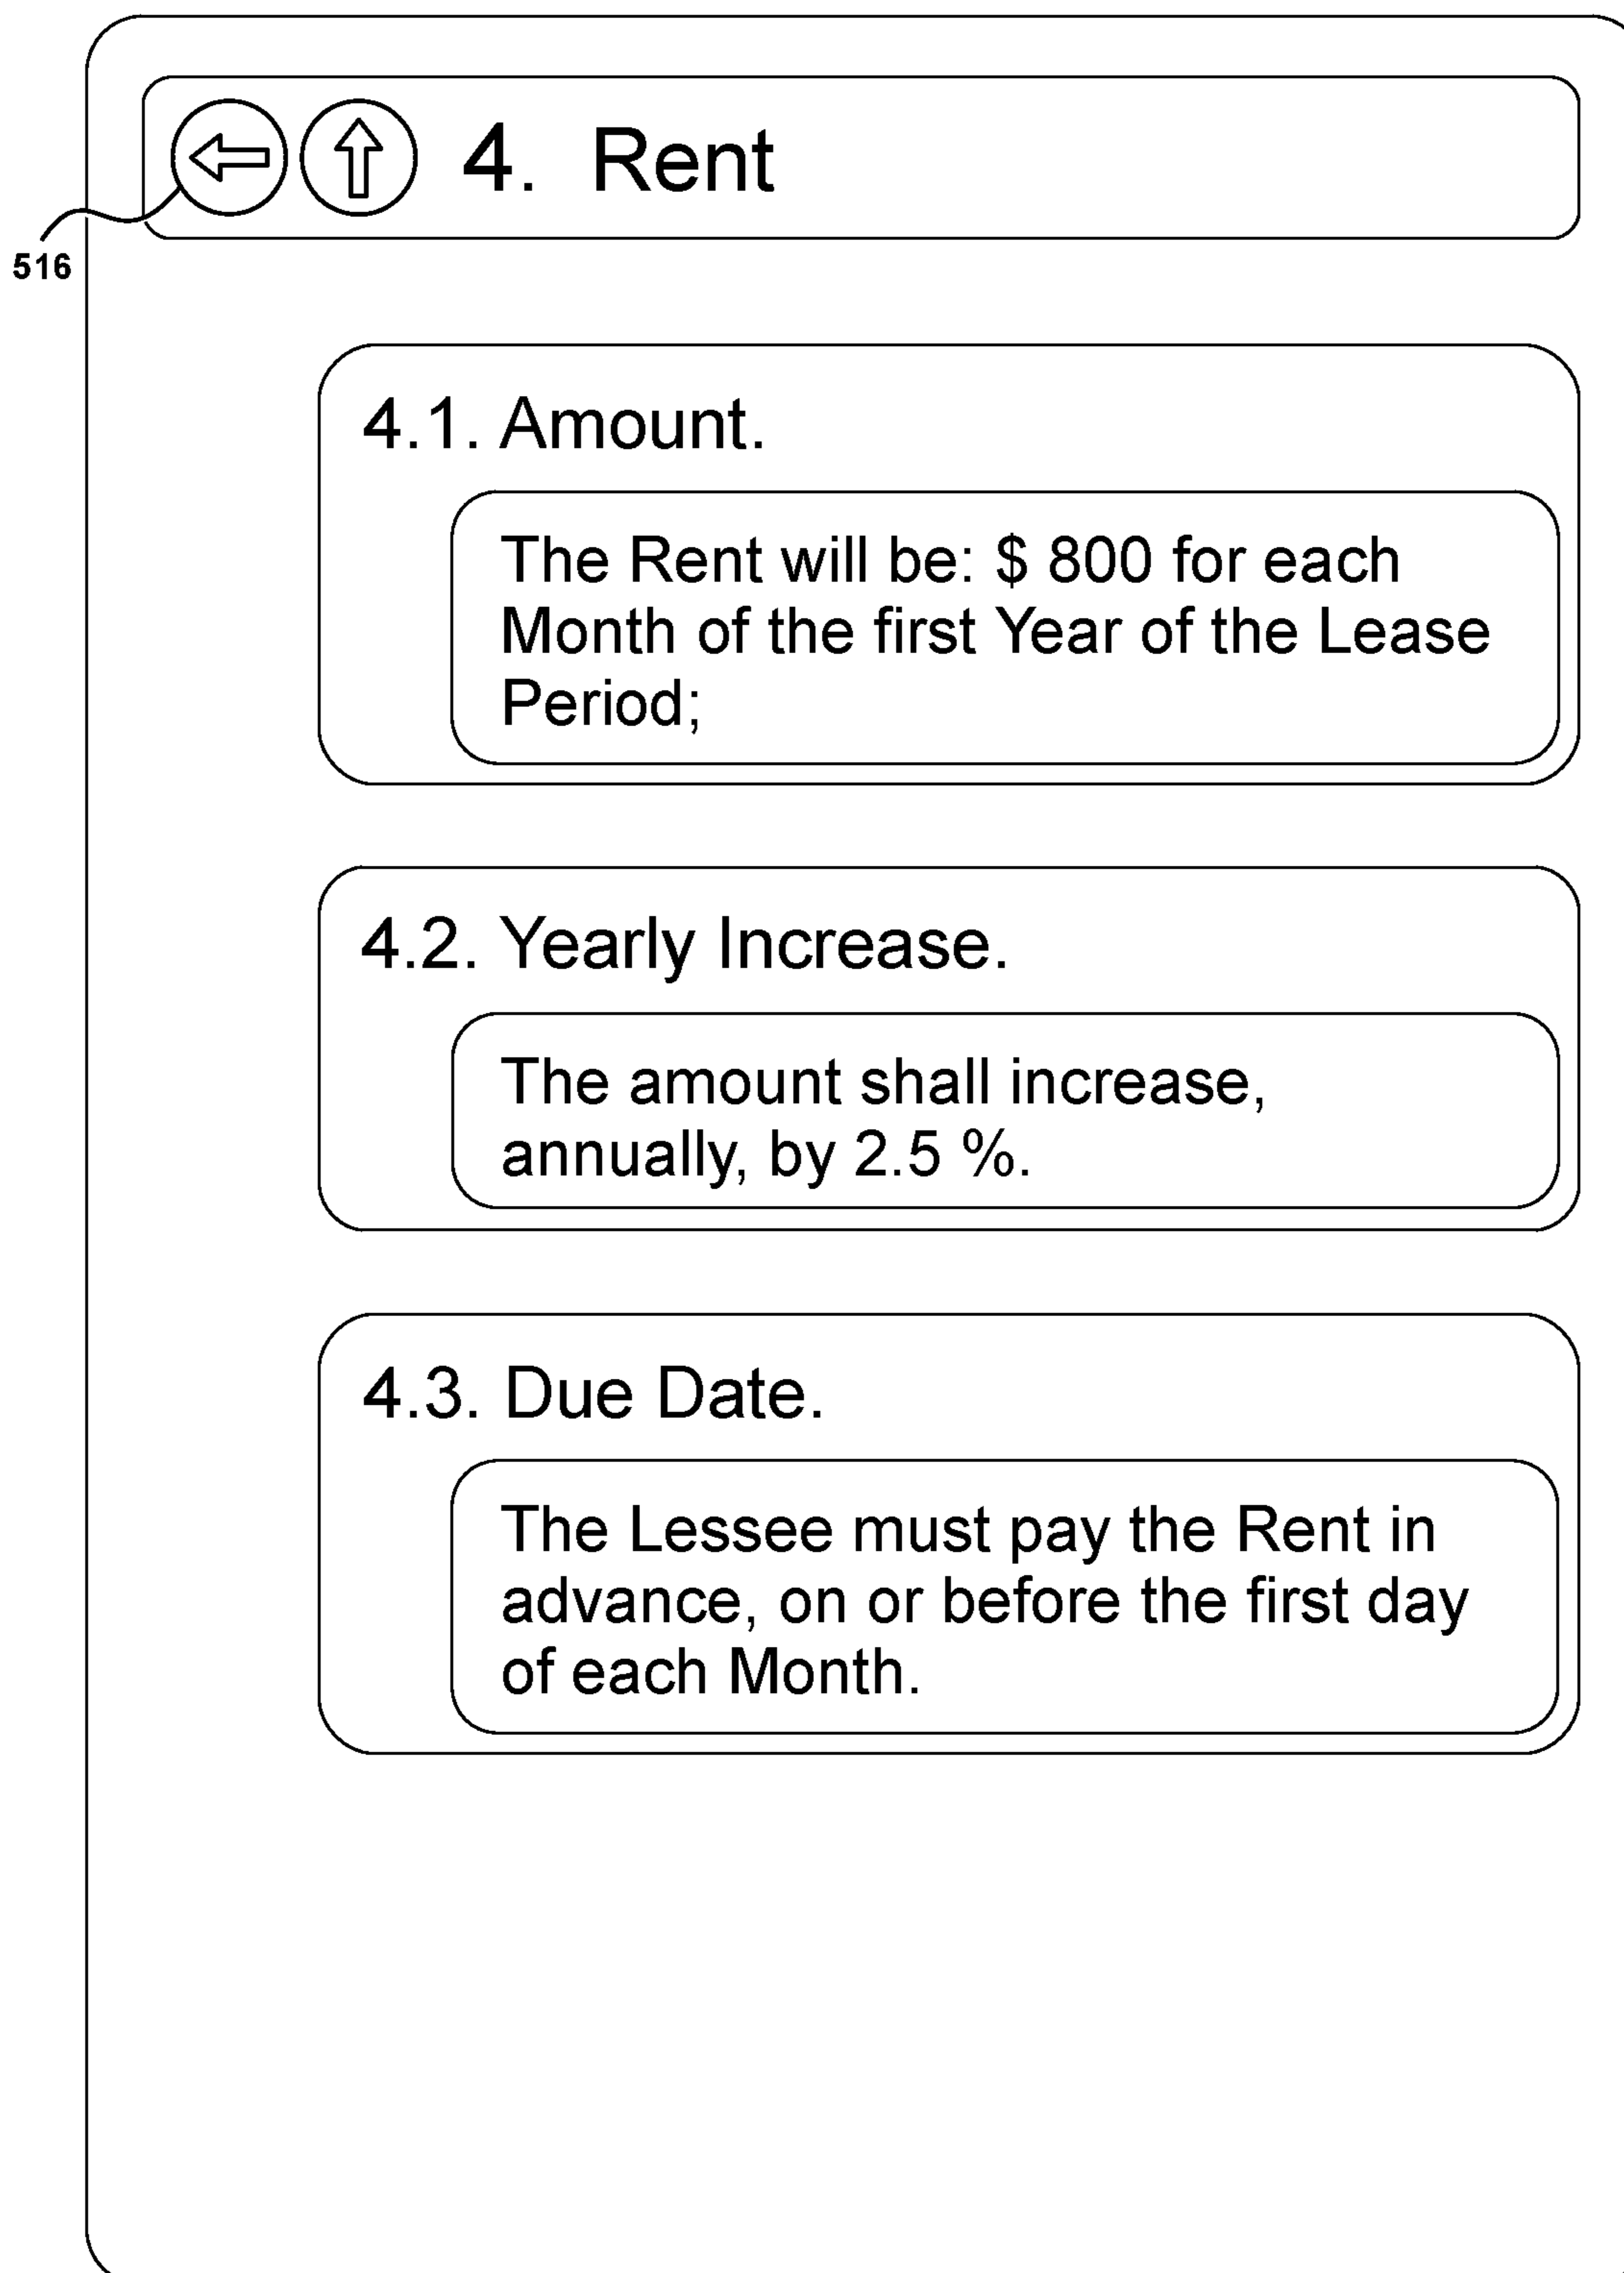 4. Rent
516
4.1. Amount.
The Rent will be: $ 800 for each
Month of the first Year of the Lease
Period;
4.2. Yearly Increase.
The amount shall increase,
annually, by 2.5 %.
4.3. Due Date.
The Lessee must pay the Rent in
advance, on or before the first day
of each Month.